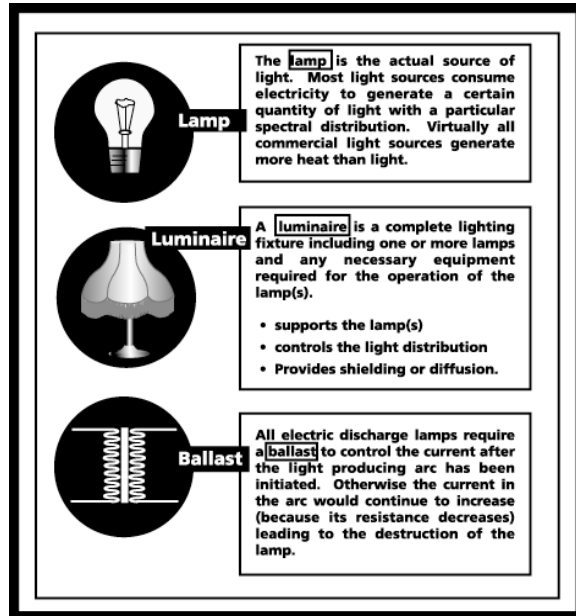 Lamp
The lamp is the actual source of
light. Most light sources consume
electricity to generate a certain
quantity of light with a particular
spectral distribution. Virtually all
commercial light sources generate
more heat than light.
Luminaire
A luminaire is a complete lighting
fixture including one or more lamps
and any necessary equipment
required for the operation of the
lamp(s).
• supports the lamp(s)
• controls the light distribution
• Provides shielding or diffusion.
Ballast
All electric discharge lamps require
a ballast to control the current after
the light producing arc has been
initiated. Otherwise the current in
the arc would continue to increase
(because its resistance decreases)
leading to the destruction of the
lamp.